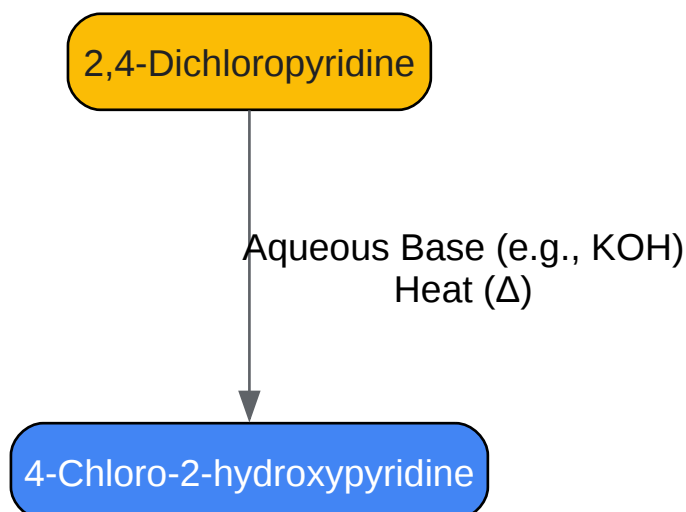 2,4-Dichloropyridine
Aqueous Base (e.g., KOH)
Heat (Δ)
4-Chloro-2-hydroxypyridine